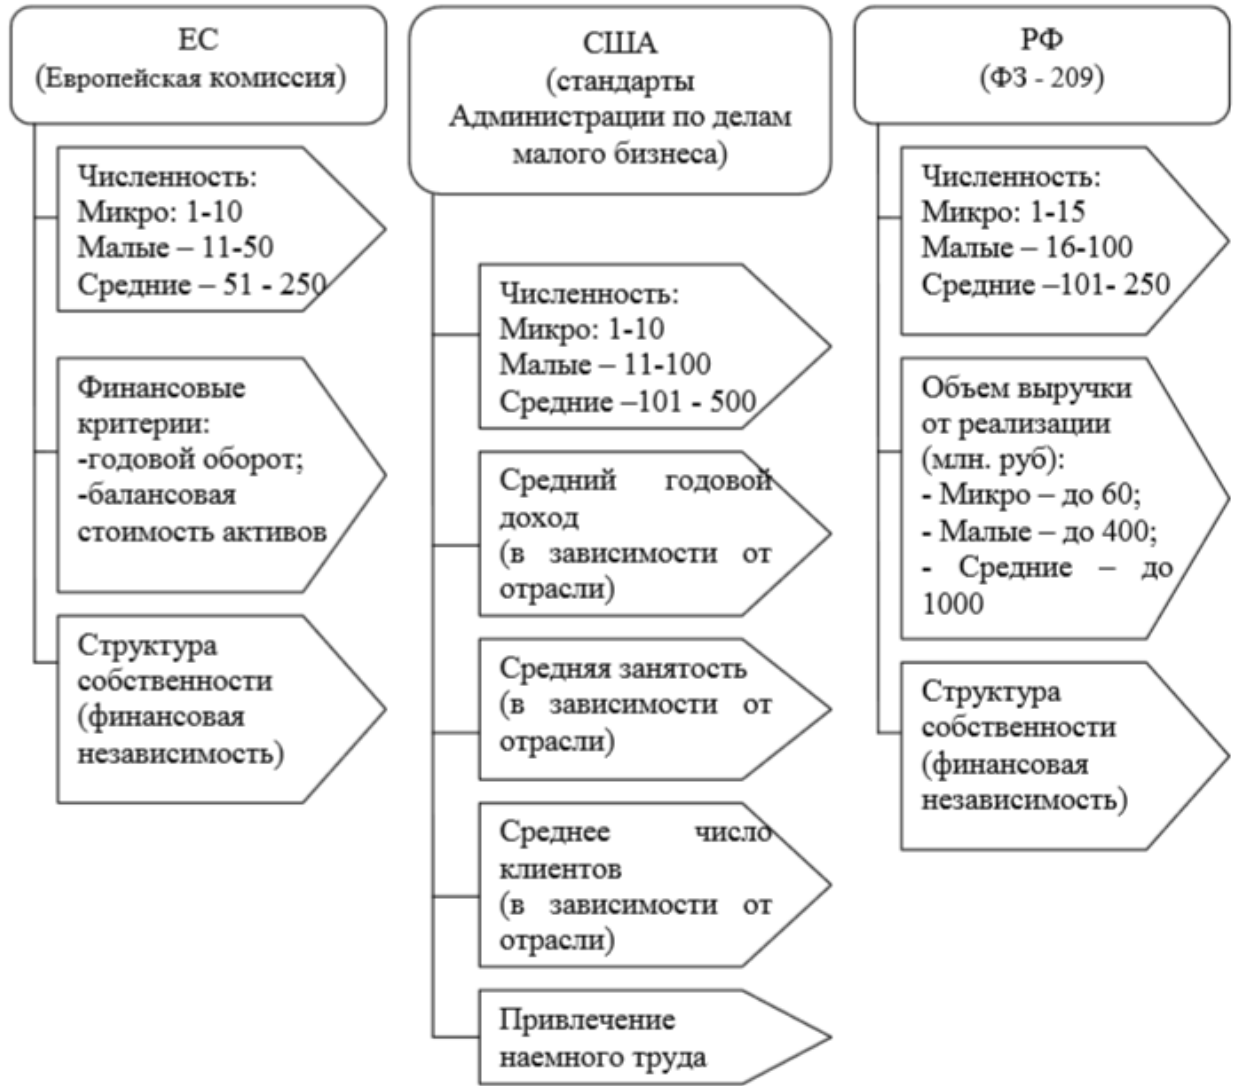 ЕС
(Европейская комиссия)
Численность:
Микро: 1-10
Малые – 11-50
Средние – 51 - 250
Финансовые
критерии:
-годовой оборот;
-балансовая
стоимость активов
Структура
собственности
(финансовая
независимость)
США
(стандарты
Администрации по делам
малого бизнеса)
Численность:
Микро: 1-10
Малые – 11-100
Средние –101 - 500
Средний годовой
доход
(в зависимости от
отрасли)
Средняя занятость
(в зависимости от
отрасли)
Среднее число
клиентов
(в зависимости от
отрасли)
Привлечение
наемного труда
РФ
(ФЗ - 209)
Численность:
Микро: 1-15
Малые – 16-100
Средние –101- 250
Объем выручки
от реализации
(млн. руб):
- Микро – до 60;
- Малые – до 400;
- Средние – до
1000
Структура
собственности
(финансовая
независимость)